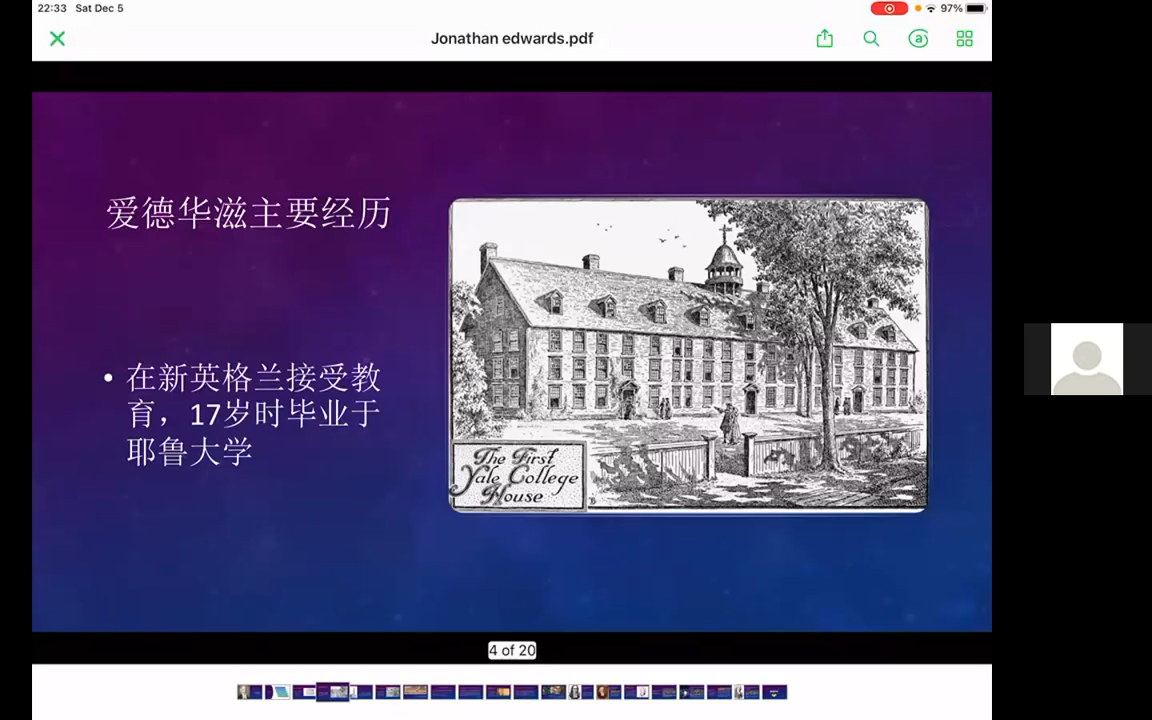 22:33 Sat Dec 5
97%
Jonathan edwards.pdf
爱德华滋主要经历
• 在新英格兰接受教
育，17岁时毕业于
耶鲁大学
The First
Yale College
House
4 of 20